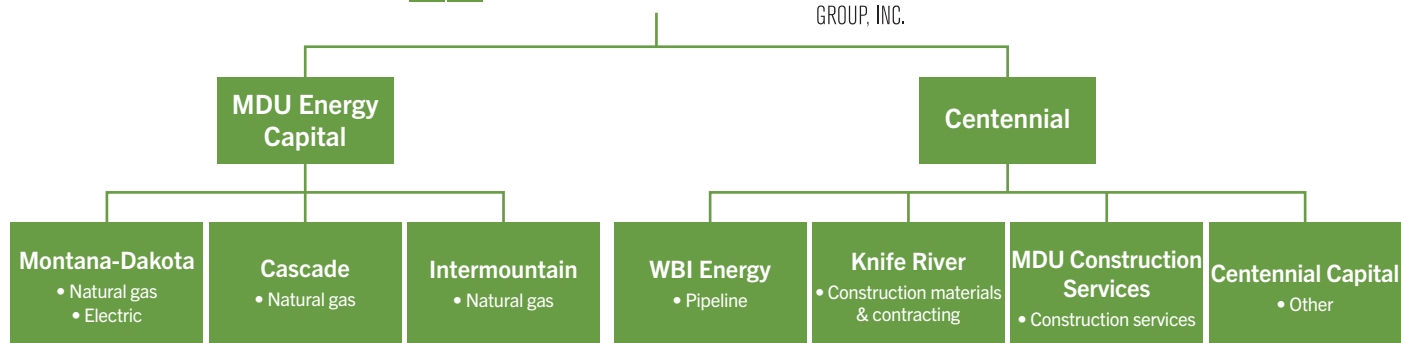 GROUP, INC.
MDU Energy
Capital
Centennial
Montana-Dakota
• Natural gas
• Electric
Cascade
• Natural gas
Intermountain
• Natural gas
WBI Energy
• Pipeline
Knife River
• Construction materials
& contracting
MDU Construction
Services
• Construction services
Centennial Capital
• Other